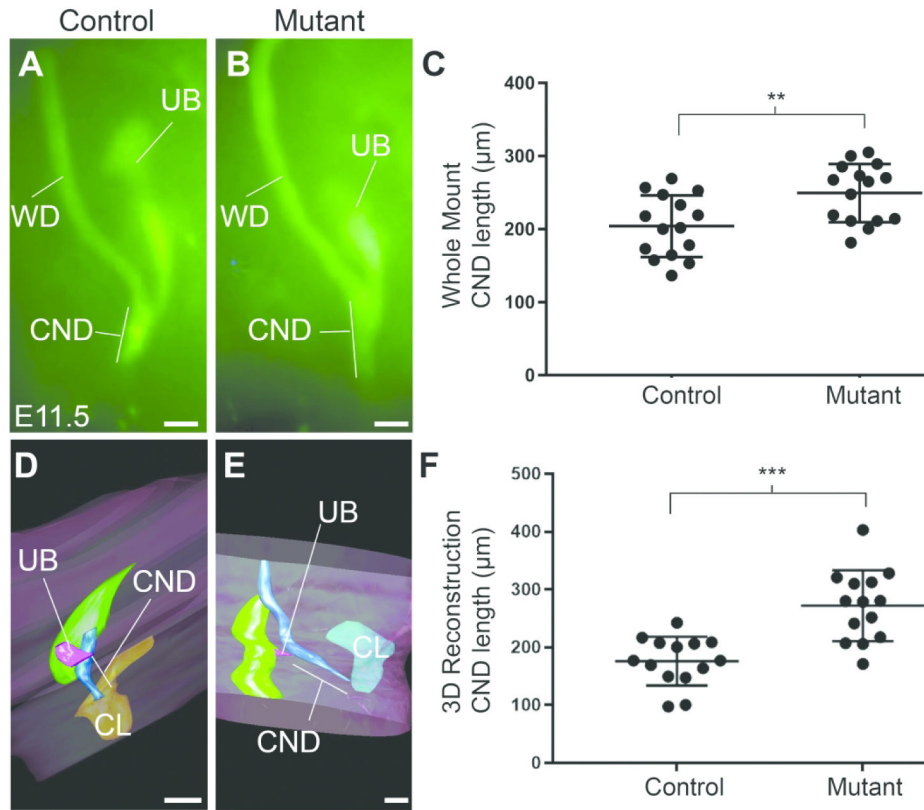 Control
Mutant
A
UB
WD
CND
E11.5
B
UB
WD
CND
C
Whole Mount
CND length (µm)
400
300
200
100
0
**
Control
Mutant
D
UB
CND
CL
E
UB
CL
CND
F
3D Reconstruction
CND length (µm)
500
400
300
200
100
0
***
Control
Mutant